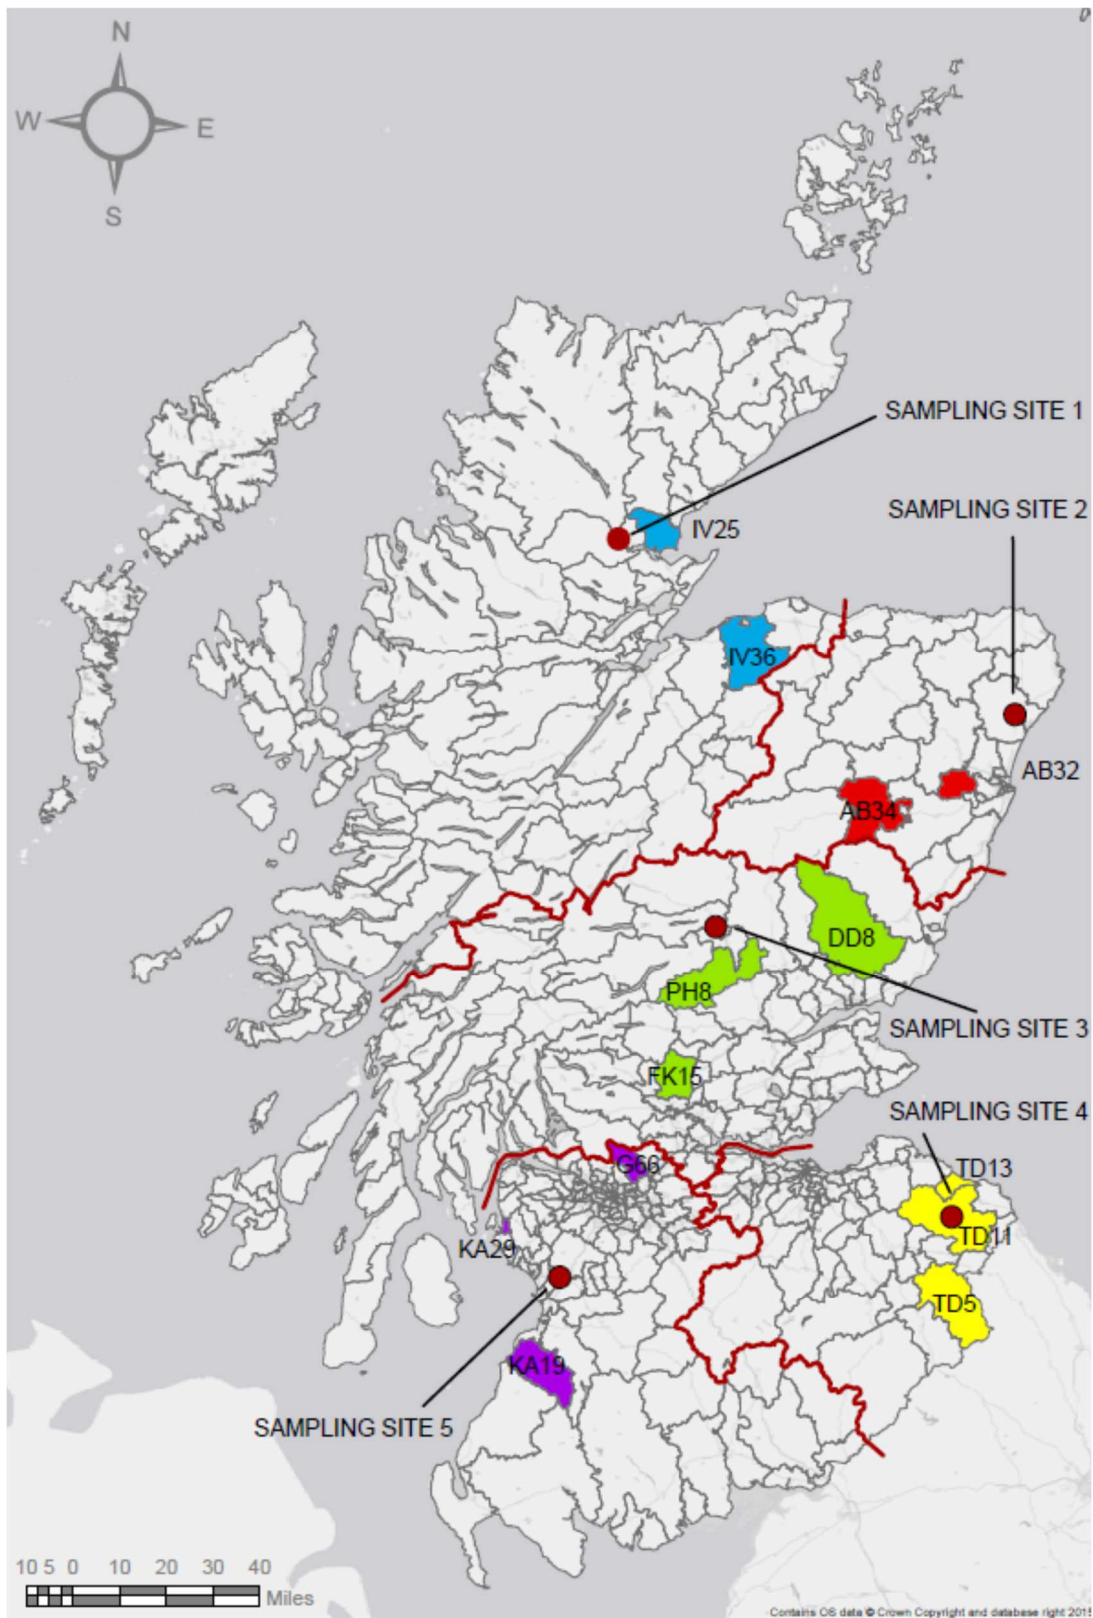 N
W E
S
SAMPLING SITE 1
SAMPLING SITE 2
IV25
IV36
AB32
AB34
DD8
PH8
SAMPLING SITE 3
FK15
SAMPLING SITE 4
TD13
G66
TD11
KA29
TD5
KA19
SAMPLING SITE 5
10 5 0 10 20 30 40
Miles
Contains OS data © Crown Copyright and database right 2015